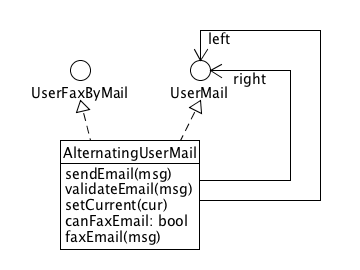 left
right
UserFaxByMail
UserMail
AlternatingUserMail
sendEmail(msg)
validateEmail(msg)
setCurrent(cur)
canFaxEmail: bool
faxEmail(msg)